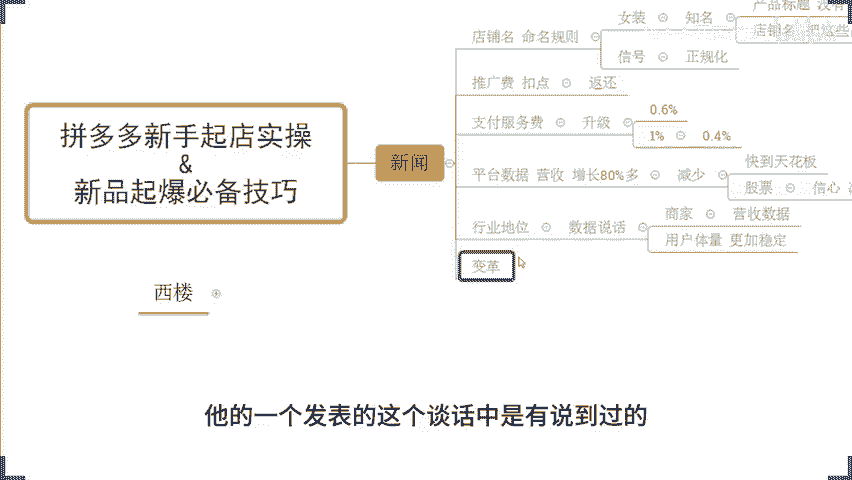 产品标题 没有
女装 知名
店铺名 把这些
店铺名 命名规则
信号 正规化
推广费 扣点 返还
0.6%
支付服务费 升级
1% 0.4%
拼多多新手起店实操
&
新品起爆必备技巧
新闻
快到天花板
平台数据 营收 增长80%多 减少
股票 信心
商家 营收数据
行业地位 数据说话
用户体量 更加稳定
变革
西楼
他的一个发表的这个谈话中是有说到过的